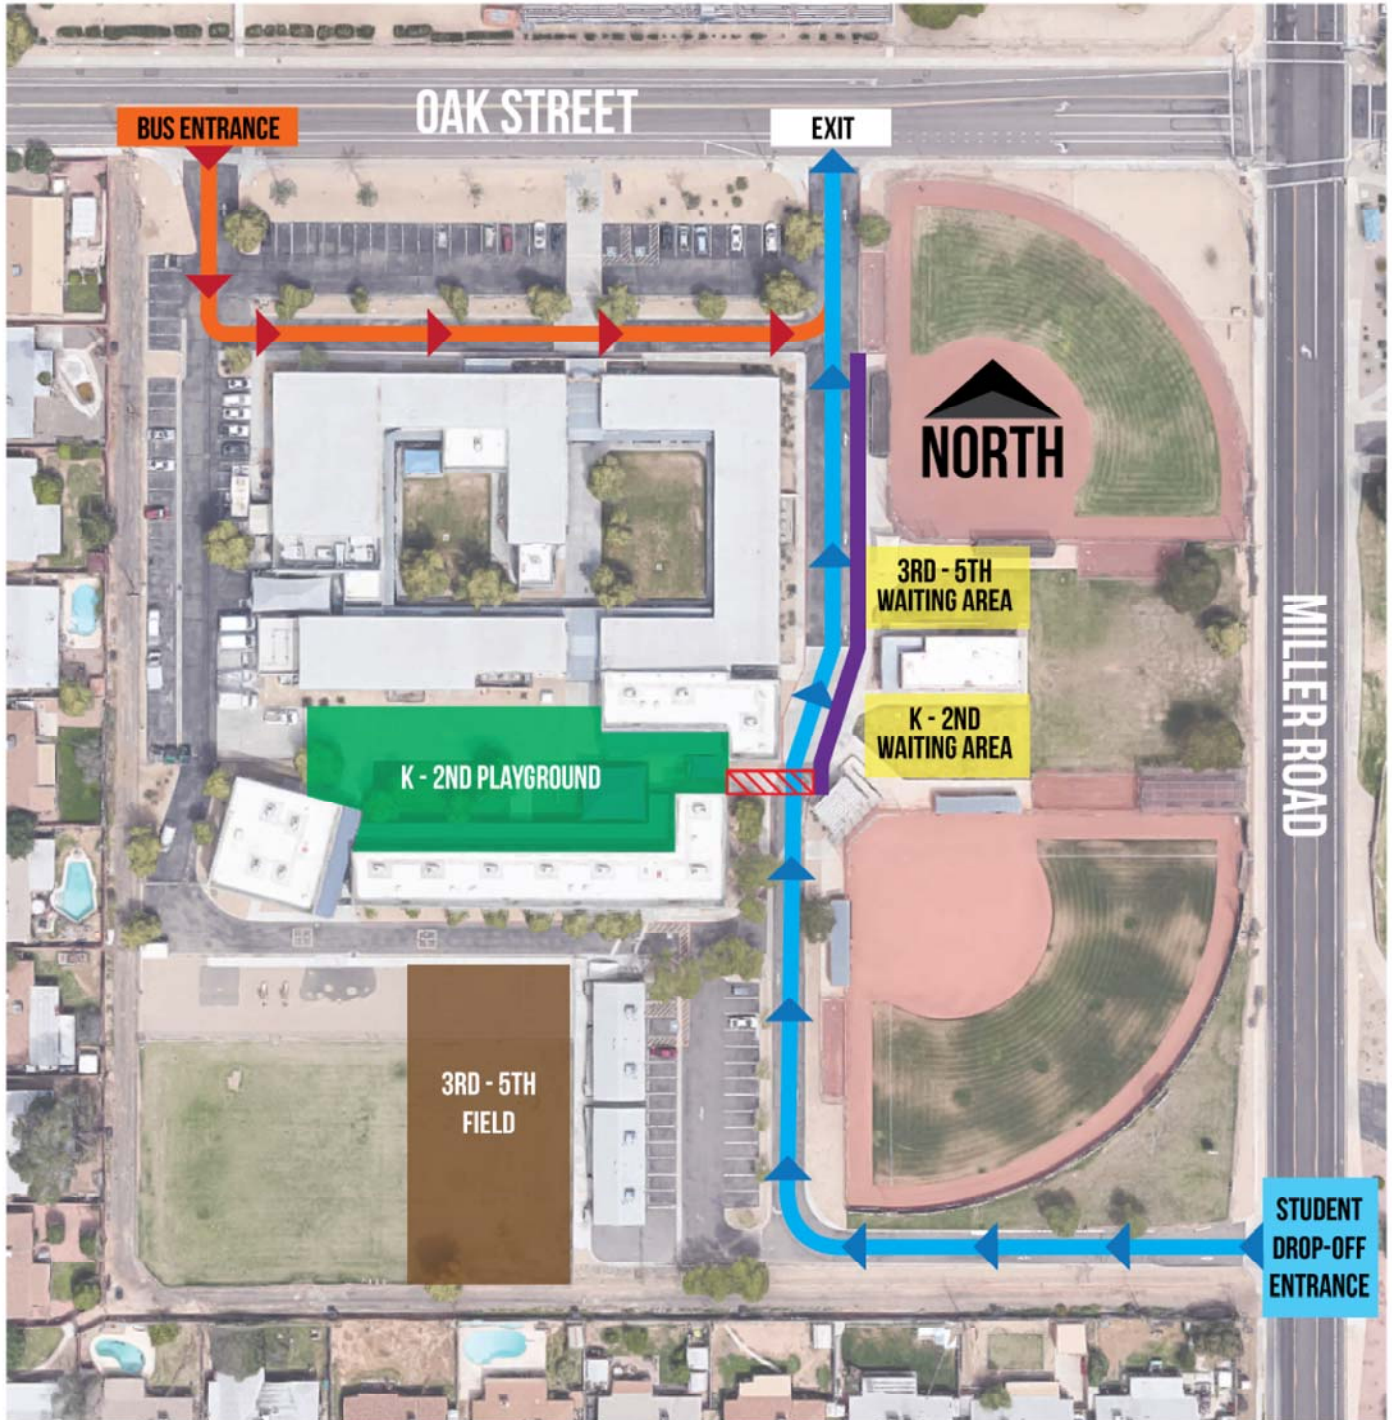 OAK STREET
BUS ENTRANCE
EXIT
NORTH
3RD - 5TH
WAITING AREA
K - 2ND
WAITING AREA
K - 2ND PLAYGROUND
MILLER ROAD
3RD - 5TH
FIELD
STUDENT
DROP-OFF
ENTRANCE